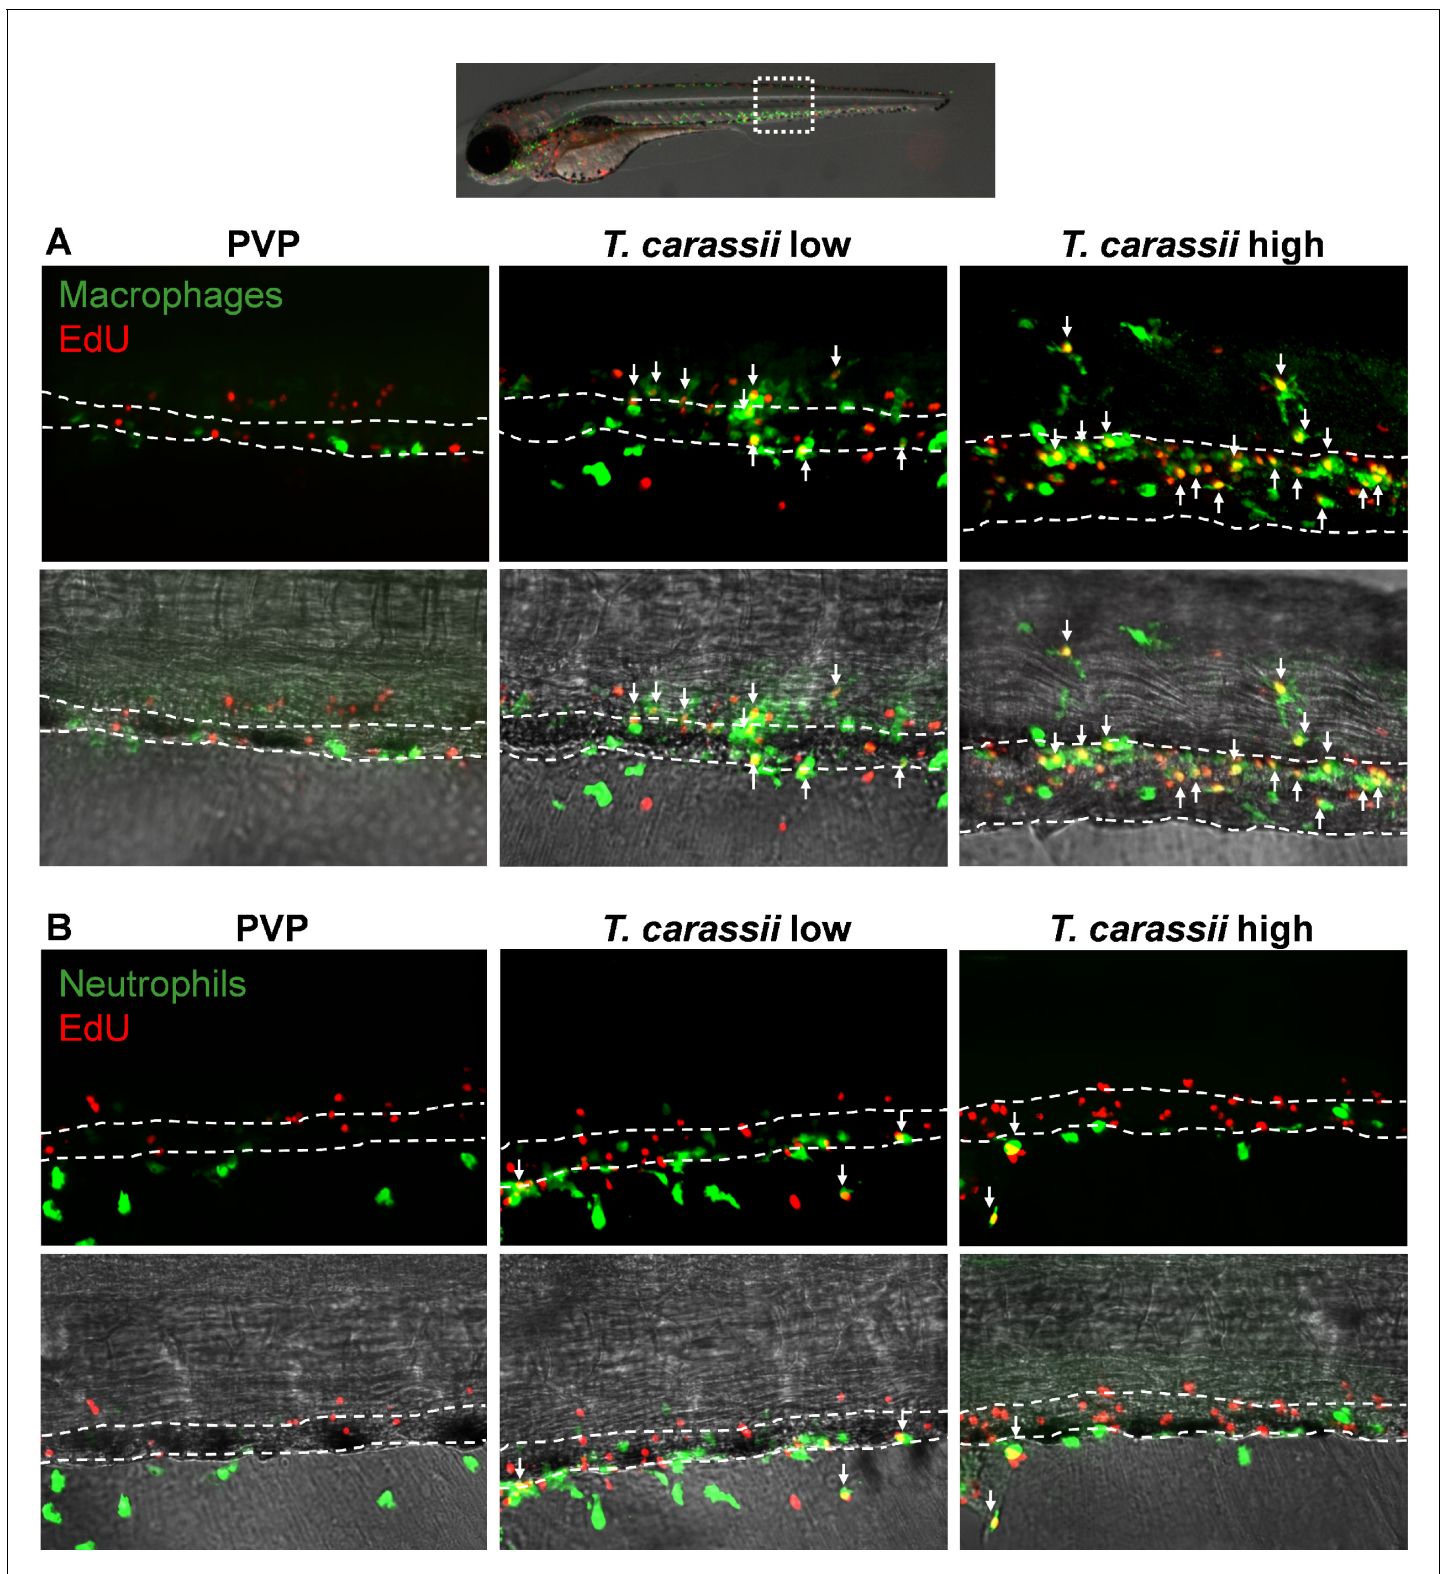 A
PVP
T. carassii low
T. carassii high
Macrophages
EdU
B
PVP
T. carassii low
T. carassii high
Neutrophils
EdU